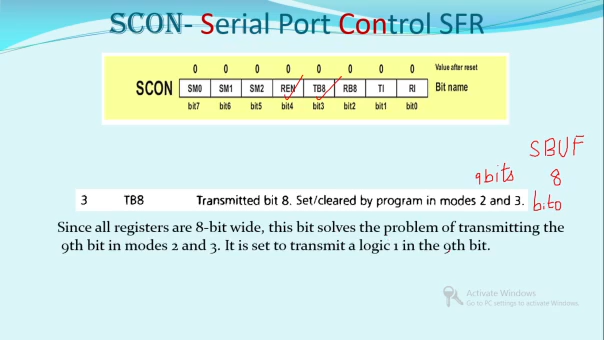 SCON- Serial Port Control SFR
0 0 0 0 0 0 0 0 Value after reset
SCON SM0 SM1 SM2 REN TB8 RB8 TI RI Bit name
bit7 bit6 bit5 bit4 bit3 bit2 bit1 bit0
SBUF
9bits 8
3 TB8 Transmitted bit 8. Set/cleared by program in modes 2 and 3. bits
Since all registers are 8-bit wide, this bit solves the problem of transmitting the
9th bit in modes 2 and 3. It is set to transmit a logic 1 in the 9th bit.
Activate Windows
Go to PC settings to activate Windows.